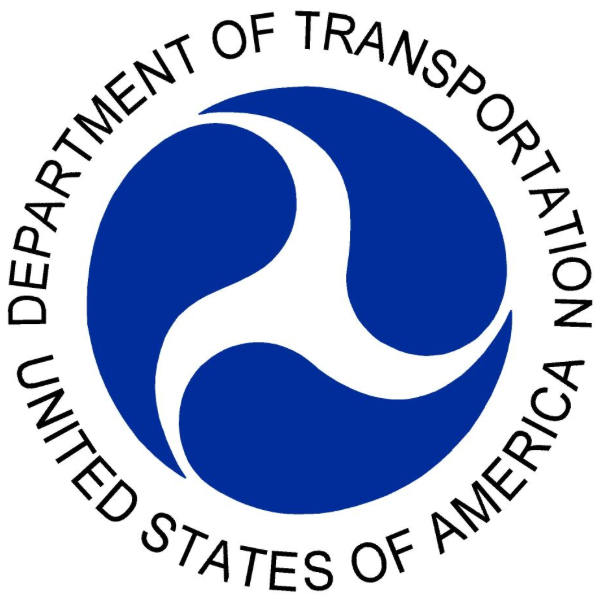 DEPARTMENT OF TRANSPORTATION
UNITED STATES OF AMERICA